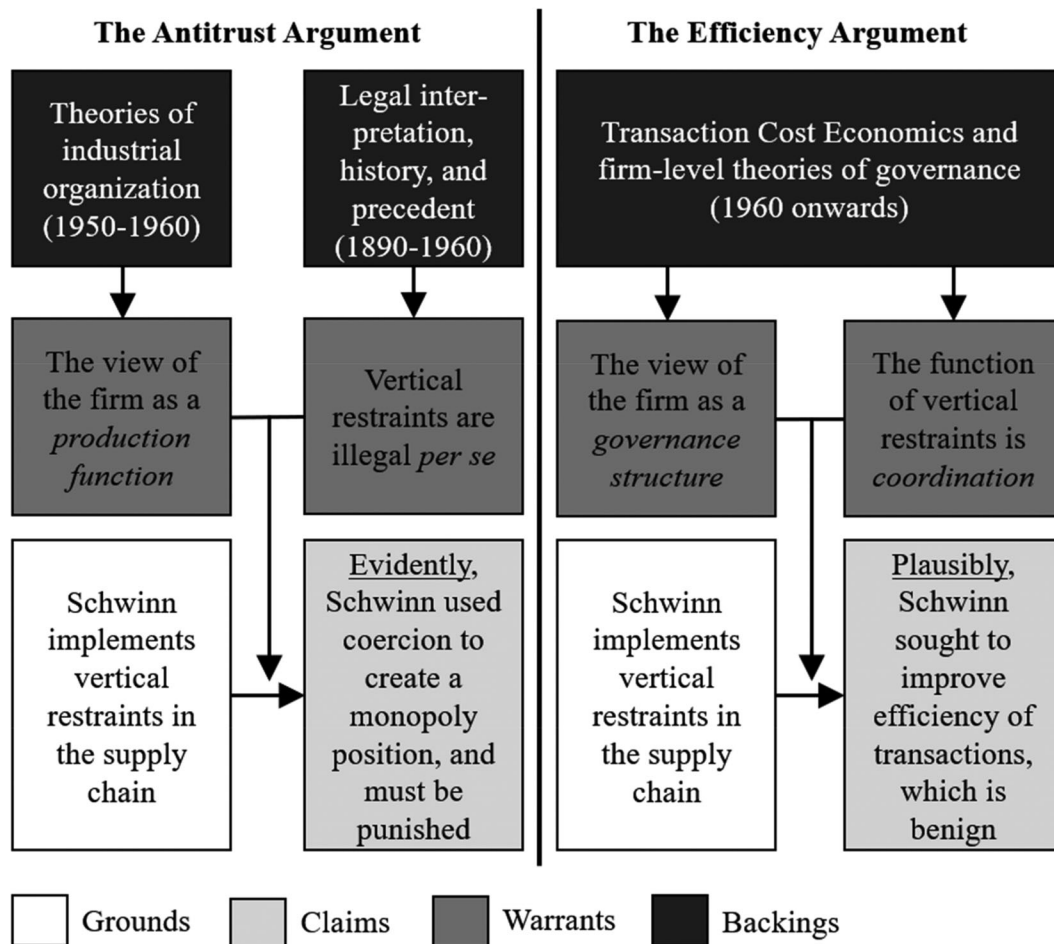 The Antitrust Argument
Theories of
industrial
organization
(1950-1960)
Legal inter-
pretation,
history, and
precedent
(1890-1960)
The view of
the firm as a
production
function
Vertical
restraints are
illegal per se
Schwinn
implements
vertical
restraints in
the supply
chain
Evidently,
Schwinn used
coercion to
create a
monopoly
position, and
must be
punished
The Efficiency Argument
Transaction Cost Economics and
firm-level theories of governance
(1960 onwards)
The view of
the firm as a
governance
structure
The function
of vertical
restraints is
coordination
Schwinn
implements
vertical
restraints in
the supply
chain
Plausibly,
Schwinn
sought to
improve
efficiency of
transactions,
which is
benign
Grounds
Claims
Warrants
Backings